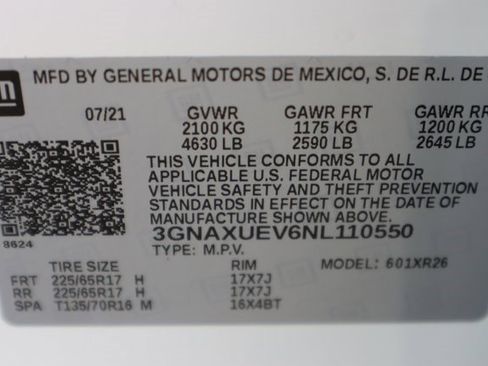 gm
MFD BY GENERAL MOTORS DE MEXICO, S. DE R.L. DE
07/21 GVWR GAWR FRT GAWR RR
2100 KG 1175 KG 1200 KG
4630 LB 2590 LB 2645 LB
THIS VEHICLE CONFORMS TO ALL
APPLICABLE U.S. FEDERAL MOTOR
VEHICLE SAFETY AND THEFT PREVENTION
STANDARDS IN EFFECT ON THE DATE OF
MANUFACTURE SHOWN ABOVE.
8624
3GNAXUEV6NL110550
TYPE: M.P.V.
TIRE SIZE RIM MODEL: 601XR26
FRT 225/65R17 H 17X7J
RR 225/65R17 H 17X7J
SPA T135/70R16 M 16X4BT